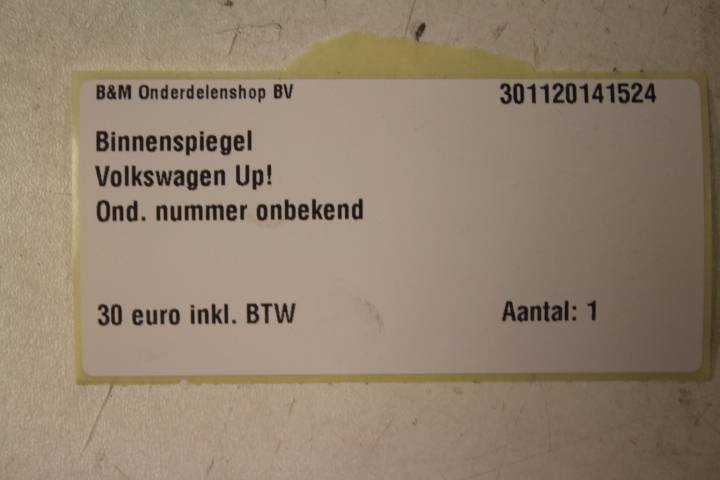 B&M Onderdelenshop BV 301120141524
Binnenspiegel
Volkswagen Up!
Ond. nummer onbekend
30 euro inkl. BTW Aantal: 1